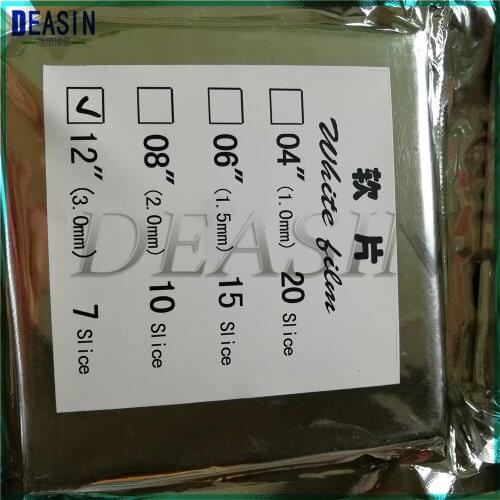 DEASIN
软片
White film
04″ (1.0mm) 20 Slice
06″ (1.5mm) 15 Slice
08″ (2.0mm) 10 Slice
✓ 12″ (3.0mm) 7 Slice
DEASIN